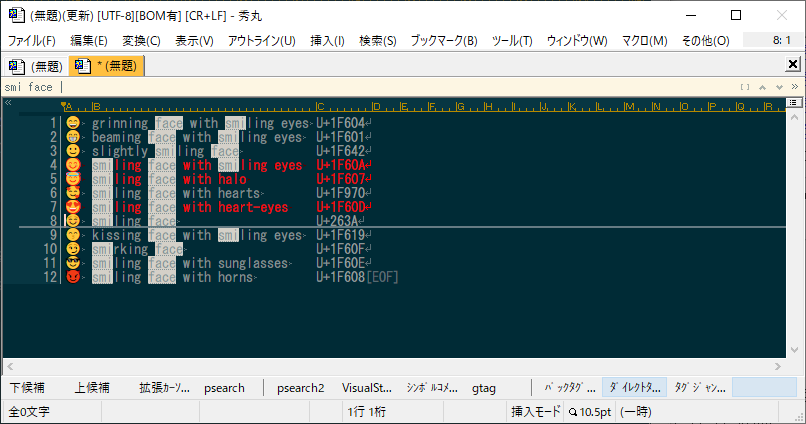 (無題)(更新) [UTF-8][BOM有] [CR+LF] - 秀丸
ファイル(F) 編集(E) 変換(C) 表示(V) アウトライン(U) 挿入(I) 検索(S) ブックマーク(B) ツール(T) ウィンドウ(W) マクロ(M) その他(O) 8: 1
(無題) * (無題)
smi face
A B C D E F G H I J K L M N O P Q R
1 😄 grinning face with smiling eyes U+1F604
2 😁 beaming face with smiling eyes U+1F601
3 🙂 slightly smiling face U+1F642
4 😊 smiling face with smiling eyes U+1F60A
5 😇 smiling face with halo U+1F607
6 🥰 smiling face with hearts U+1F970
7 😍 smiling face with heart-eyes U+1F60D
8 ☺ smiling face U+263A
9 😙 kissing face with smiling eyes U+1F619
10 😏 smirking face U+1F60F
11 😎 smiling face with sunglasses U+1F60E
12 😈 smiling face with horns U+1F608[EOF]
下候補 上候補 拡張カーソ... psearch psearch2 VisualSt... シンボルコメ... gtag バックタグ... ダイレクトタ... タグジャン...
全0文字 1行 1桁 挿入モード 10.5pt (一時)